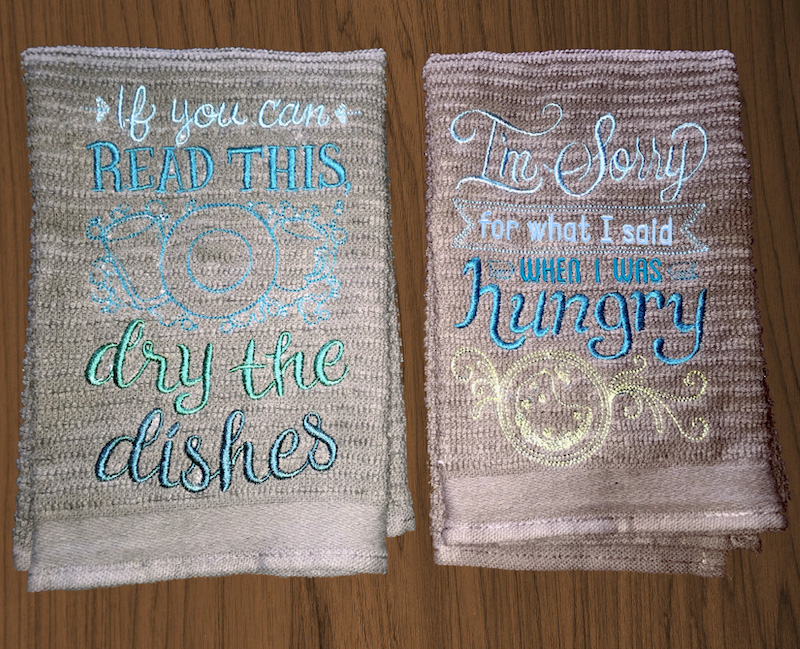 If you can
READ THIS,
dry the
dishes
I'm Sorry
for what I said
WHEN I WAS
hungry